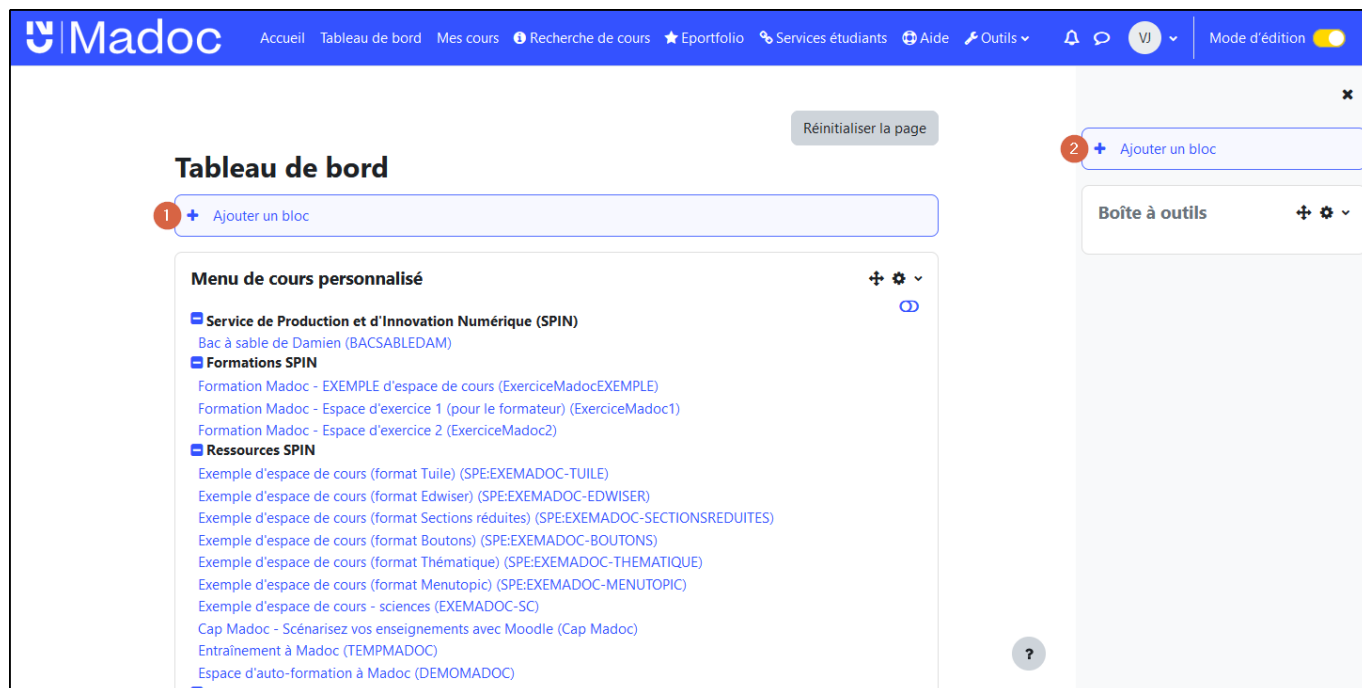 Madoc Accueil Tableau de bord Mes cours Recherche de cours Eportfolio Services étudiants Aide Outils VJ Mode d'édition
Réinitialiser la page
Tableau de bord
1 Ajouter un bloc
Menu de cours personnalisé
Service de Production et d'Innovation Numérique (SPIN)
Bac à sable de Damien (BACSABLEDAM)
Formations SPIN
Formation Madoc - EXEMPLE d'espace de cours (ExerciceMadocEXEMPLE)
Formation Madoc - Espace d'exercice 1 (pour le formateur) (ExerciceMadoc1)
Formation Madoc - Espace d'exercice 2 (ExerciceMadoc2)
Ressources SPIN
Exemple d'espace de cours (format Tuile) (SPE:EXEMADOC-TUILE)
Exemple d'espace de cours (format Edwiser) (SPE:EXEMADOC-EDWISER)
Exemple d'espace de cours (format Sections réduites) (SPE:EXEMADOC-SECTIONSREDUITES)
Exemple d'espace de cours (format Boutons) (SPE:EXEMADOC-BOUTONS)
Exemple d'espace de cours (format Thématique) (SPE:EXEMADOC-THEMATIQUE)
Exemple d'espace de cours (format Menutopic) (SPE:EXEMADOC-MENUTOPIC)
Exemple d'espace de cours - sciences (EXEMADOC-SC)
Cap Madoc - Scénarisez vos enseignements avec Moodle (Cap Madoc)
Entraînement à Madoc (TEMPMADOC)
Espace d'auto-formation à Madoc (DEMOMADOC)
2 Ajouter un bloc
Boîte à outils
?